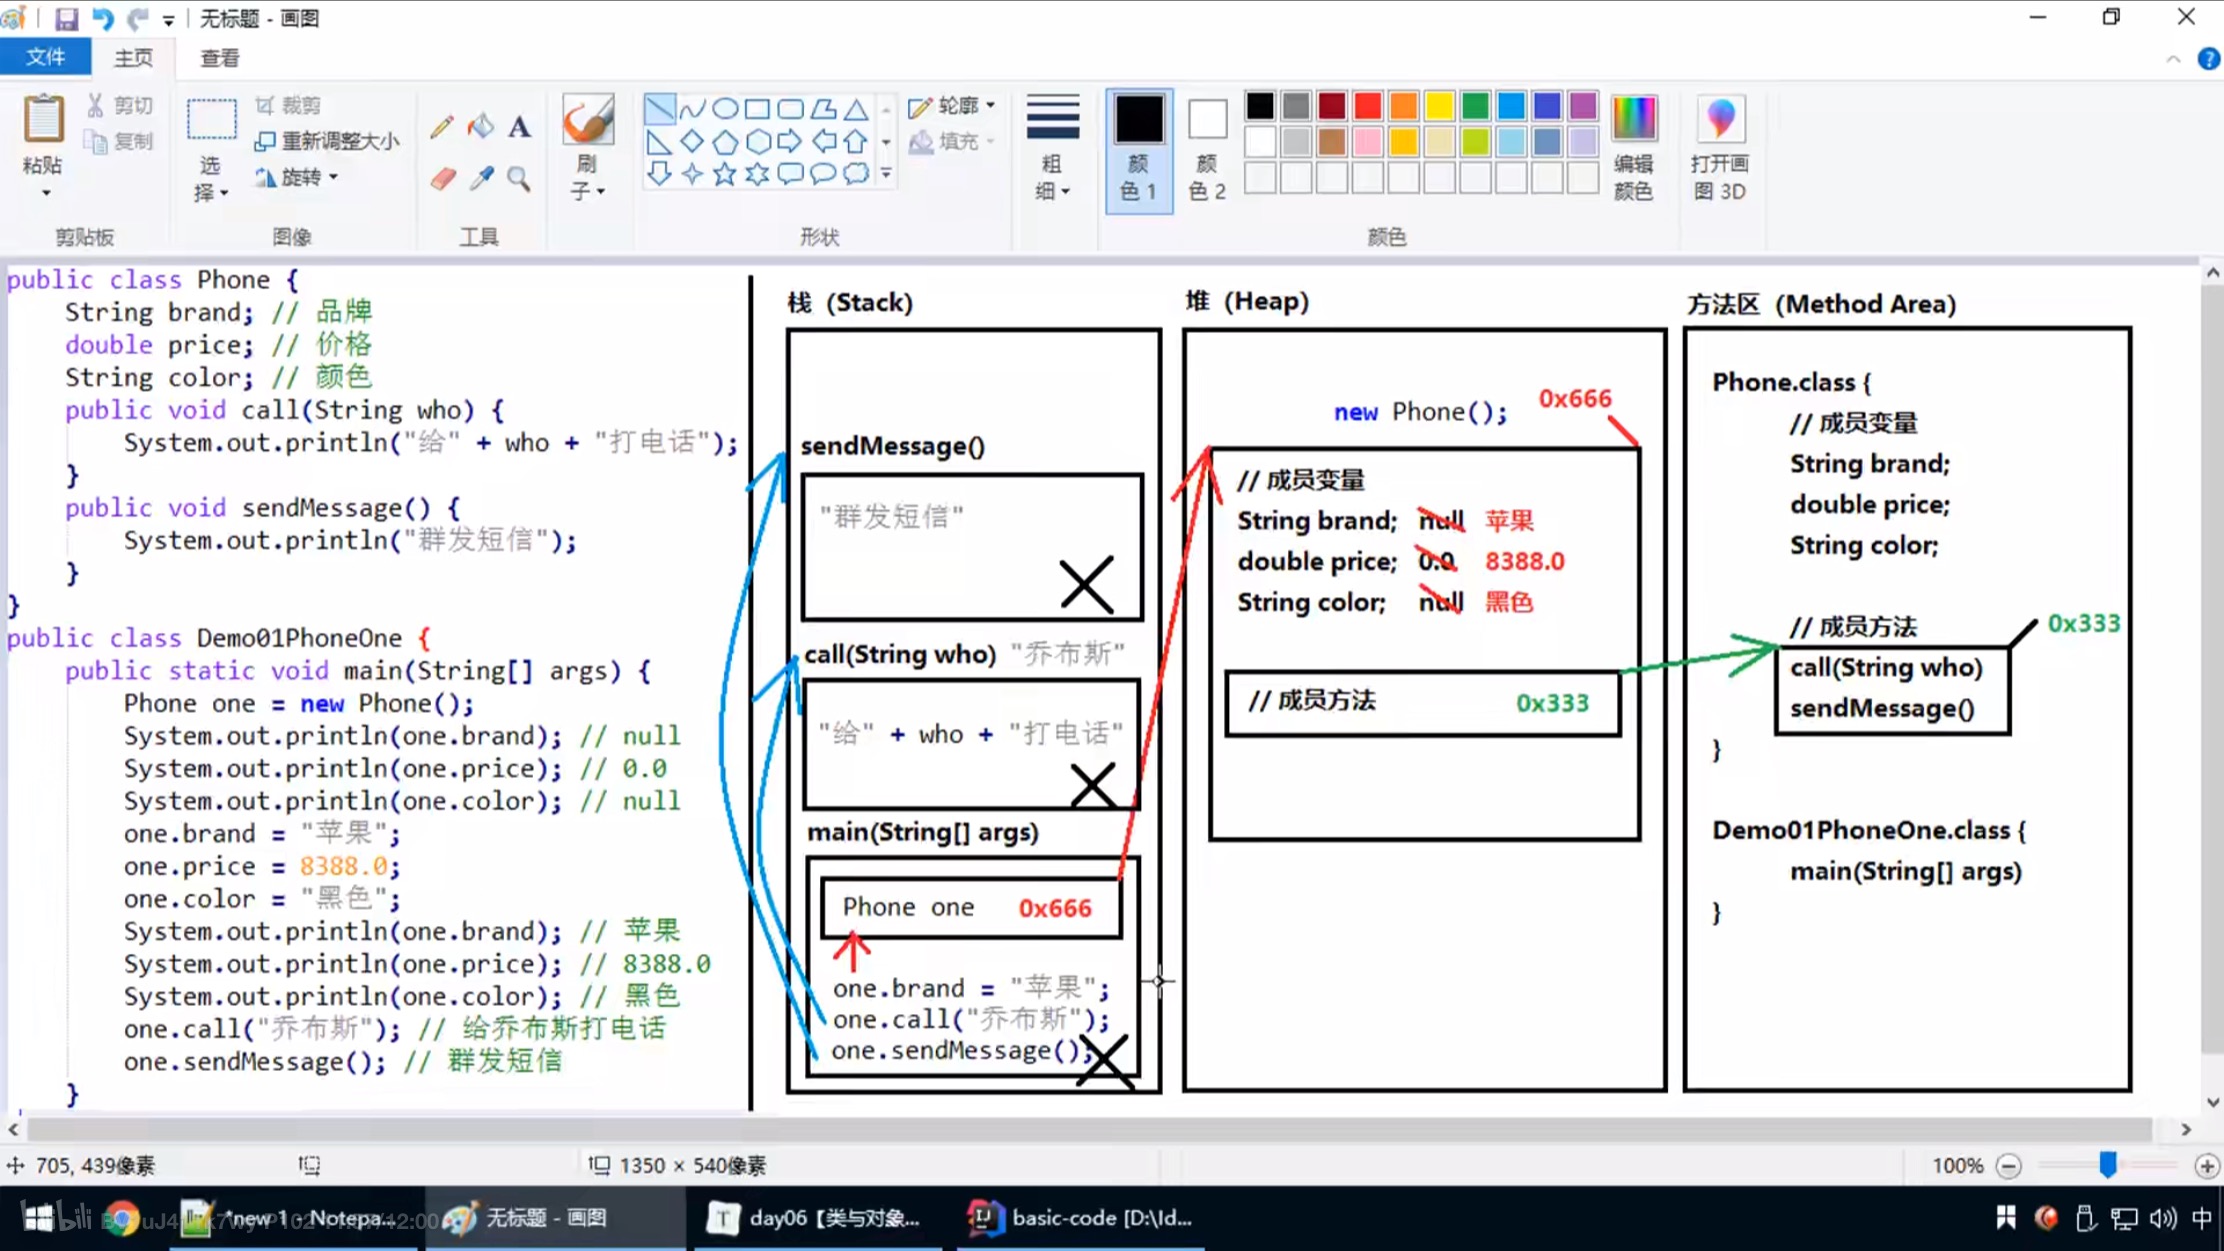 无标题 - 画图
文件 主页 查看
粘贴
剪切
复制
剪贴板
选择
裁剪
重新调整大小
旋转
图像
工具
刷子
形状
轮廓
填充
粗细
颜色 1
颜色 2
颜色
编辑颜色
打开画图 3D
public class Phone {
String brand; // 品牌
double price; // 价格
String color; // 颜色
public void call(String who) {
System.out.println("给" + who + "打电话");
}
public void sendMessage() {
System.out.println("群发短信");
}
}
public class Demo01PhoneOne {
public static void main(String[] args) {
Phone one = new Phone();
System.out.println(one.brand); // null
System.out.println(one.price); // 0.0
System.out.println(one.color); // null
one.brand = "苹果";
one.price = 8388.0;
one.color = "黑色";
System.out.println(one.brand); // 苹果
System.out.println(one.price); // 8388.0
System.out.println(one.color); // 黑色
one.call("乔布斯"); // 给乔布斯打电话
one.sendMessage(); // 群发短信
}
栈（Stack)
sendMessage()
"群发短信"
call(String who) "乔布斯"
"给" + who + "打电话"
main(String[] args)
Phone one 0x666
one.brand = "苹果";
one.call("乔布斯");
one.sendMessage();
堆（Heap)
new Phone(); 0x666
// 成员变量
String brand; null 苹果
double price; 0.0 8388.0
String color; null 黑色
// 成员方法 0x333
方法区（Method Area)
Phone.class {
// 成员变量
String brand;
double price;
String color;
// 成员方法
0x333
call(String who)
sendMessage()
}
Demo01PhoneOne.class {
main(String[] args)
}
705, 439像素
1350 × 540像素
100%
bilibili
*new 1 - Notepa...
无标题 - 画图
day06【类与对象...
basic-code [D:\Id...
中